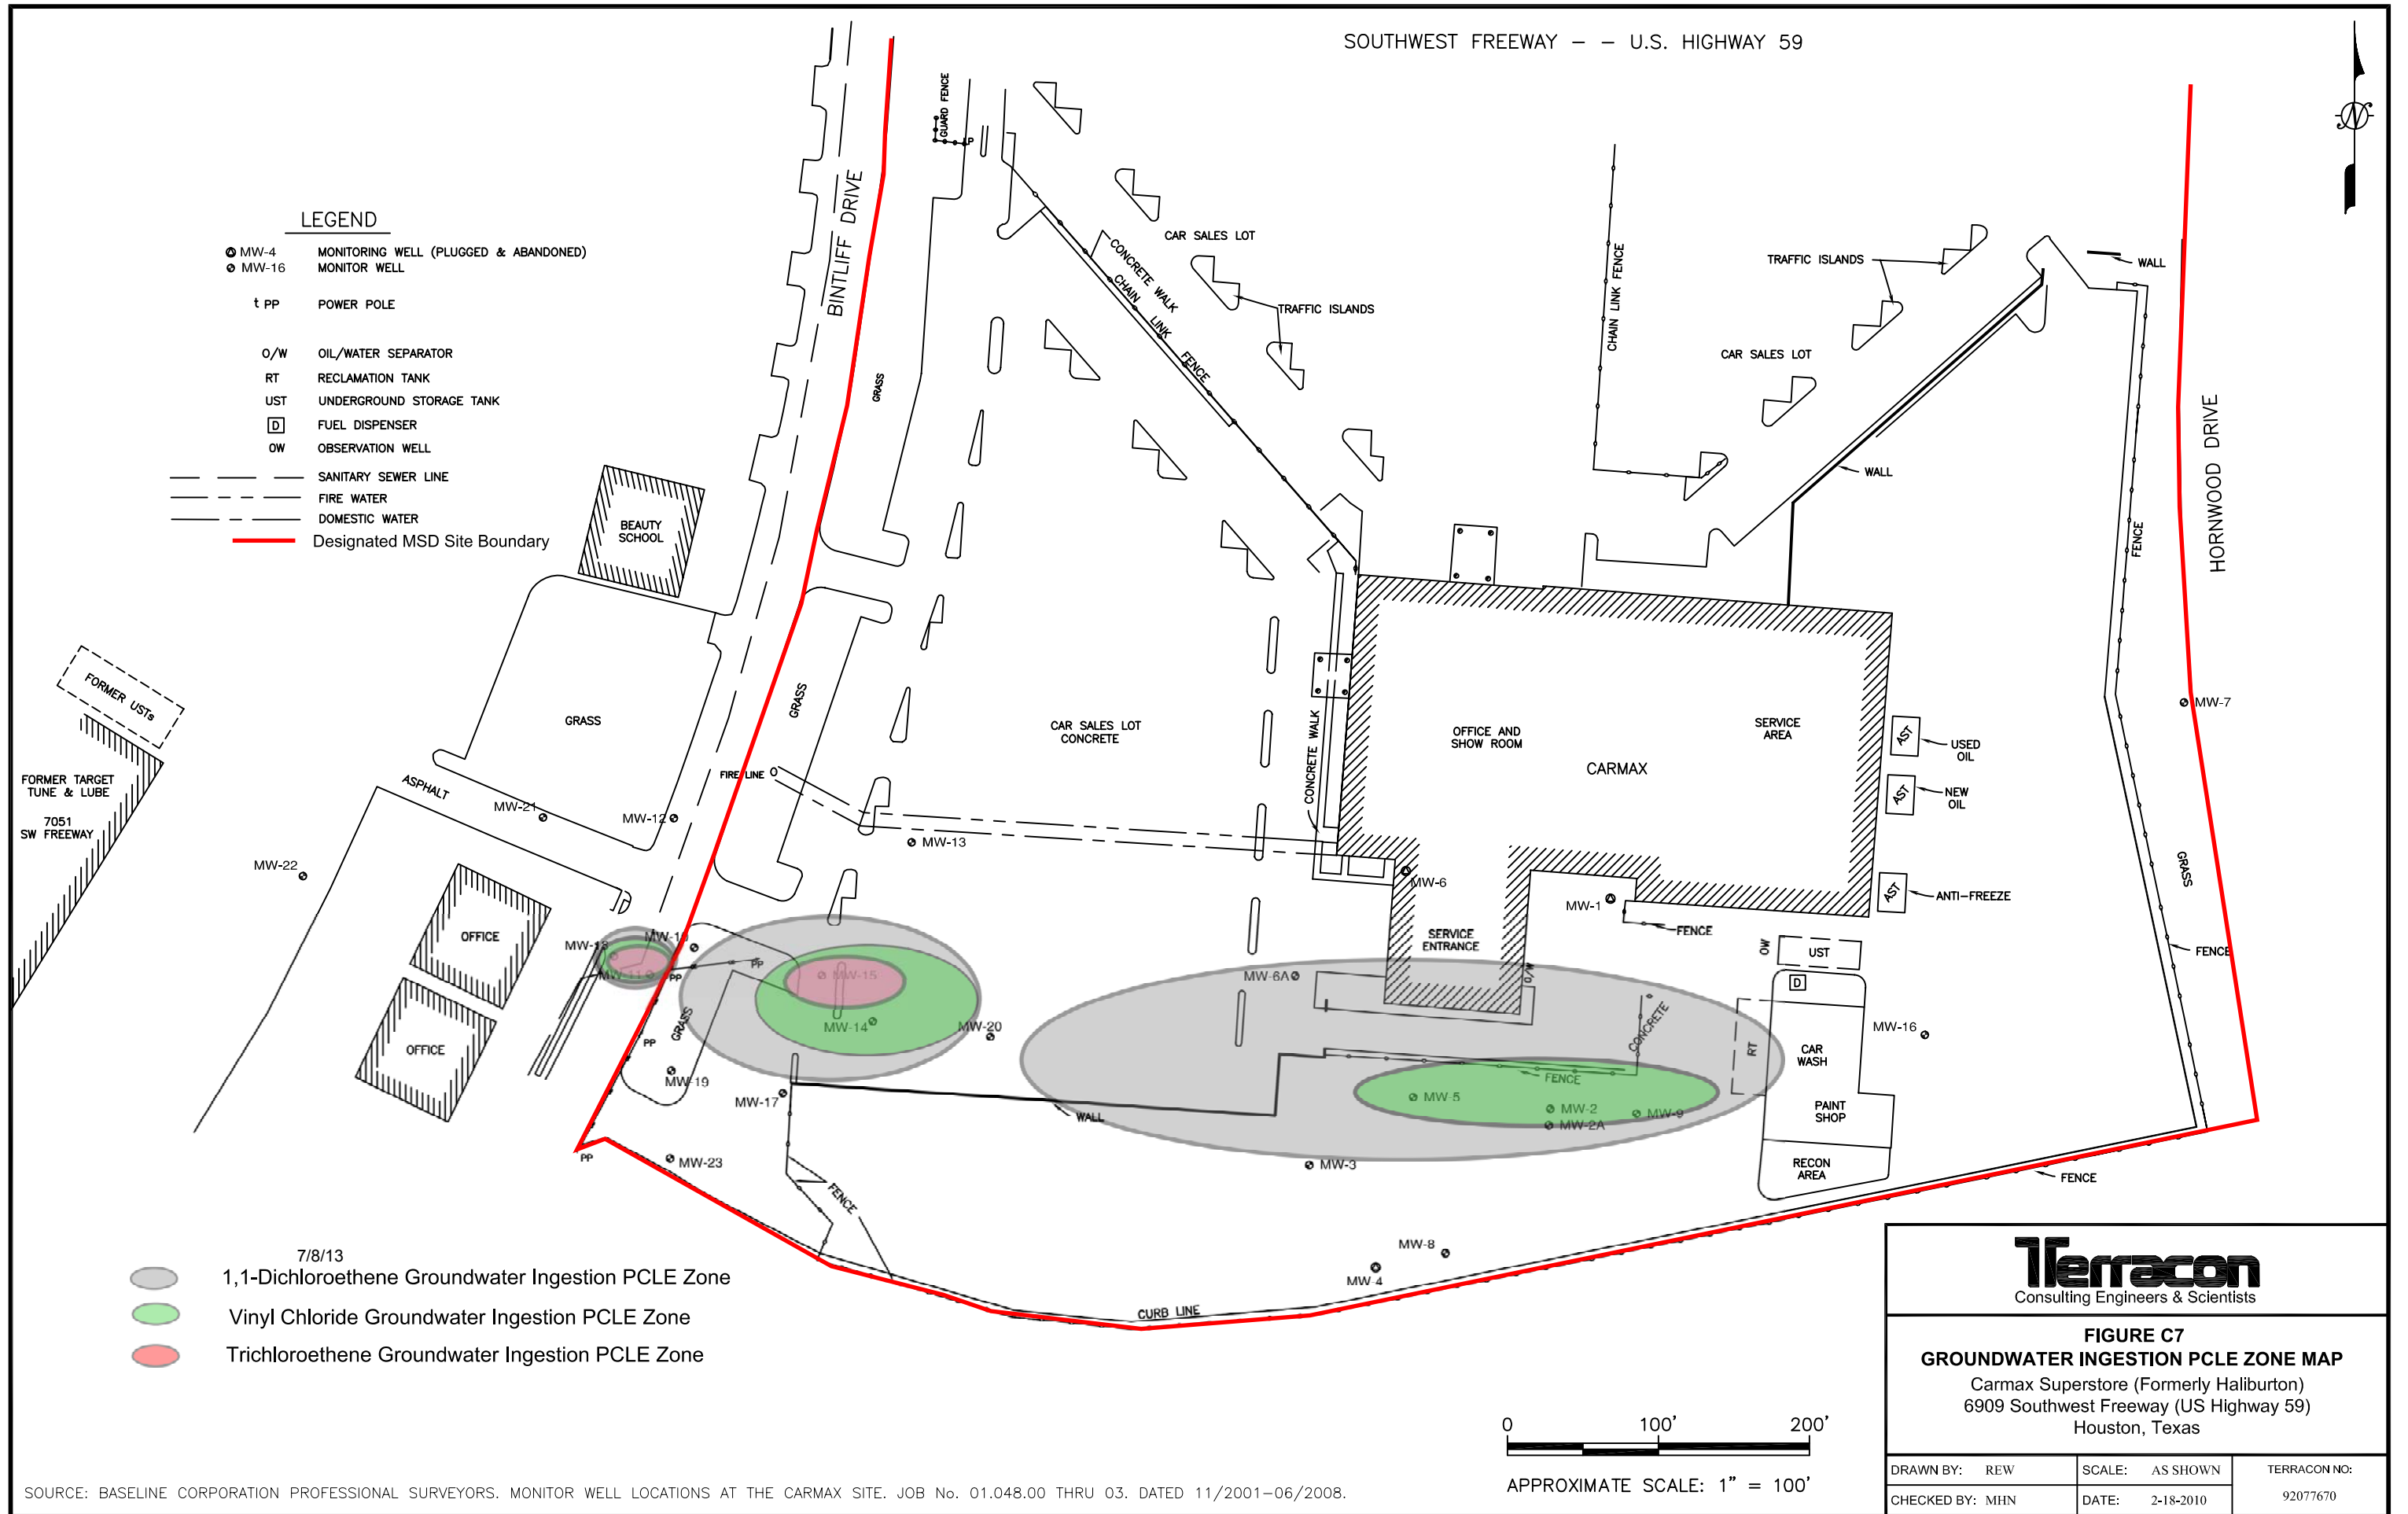 SOUTHWEST FREEWAY – – U.S. HIGHWAY 59
N
LEGEND
MW-4 MONITORING WELL (PLUGGED & ABANDONED)
MW-16 MONITOR WELL
t PP POWER POLE
O/W OIL/WATER SEPARATOR
RT RECLAMATION TANK
UST UNDERGROUND STORAGE TANK
D FUEL DISPENSER
OW OBSERVATION WELL
SANITARY SEWER LINE
FIRE WATER
DOMESTIC WATER
Designated MSD Site Boundary
BINTLIFF DRIVE
GUARD FENCE
LP
GRASS
CAR SALES LOT
CONCRETE WALK
CHAIN LINK FENCE
TRAFFIC ISLANDS
CHAIN LINK FENCE
TRAFFIC ISLANDS
CAR SALES LOT
WALL
WALL
FENCE
HORNWOOD DRIVE
BEAUTY
SCHOOL
FORMER USTs
FORMER TARGET
TUNE & LUBE
7051
SW FREEWAY
GRASS
GRASS
ASPHALT
MW-21
MW-12
MW-22
FIRE LINE
CAR SALES LOT
CONCRETE
MW-13
CONCRETE WALK
OFFICE AND
SHOW ROOM
SERVICE
AREA
CARMAX
AST
USED
OIL
AST
NEW
OIL
AST
ANTI-FREEZE
MW-7
GRASS
FENCE
MW-6
MW-1
FENCE
SERVICE
ENTRANCE
O/W
OW
UST
D
OFFICE
OFFICE
MW-18
MW-11
PP
PP
PP
GRASS
MW-15
MW-14
MW-20
MW-19
MW-17
MW-6A
CONCRETE
RT
CAR
WASH
MW-16
FENCE
MW-5
MW-2
MW-2A
MW-9
PAINT
SHOP
WALL
MW-3
RECON
AREA
FENCE
PP
MW-23
FENCE
MW-8
MW-4
CURB LINE
7/8/13
1,1-Dichloroethene Groundwater Ingestion PCLE Zone
Vinyl Chloride Groundwater Ingestion PCLE Zone
Trichloroethene Groundwater Ingestion PCLE Zone
0 100' 200'
APPROXIMATE SCALE: 1" = 100'
Terracon
Consulting Engineers & Scientists
FIGURE C7
GROUNDWATER INGESTION PCLE ZONE MAP
Carmax Superstore (Formerly Haliburton)
6909 Southwest Freeway (US Highway 59)
Houston, Texas
DRAWN BY: REW
SCALE: AS SHOWN
TERRACON NO:
92077670
CHECKED BY: MHN
DATE: 2-18-2010
SOURCE: BASELINE CORPORATION PROFESSIONAL SURVEYORS. MONITOR WELL LOCATIONS AT THE CARMAX SITE. JOB No. 01.048.00 THRU 03. DATED 11/2001–06/2008.